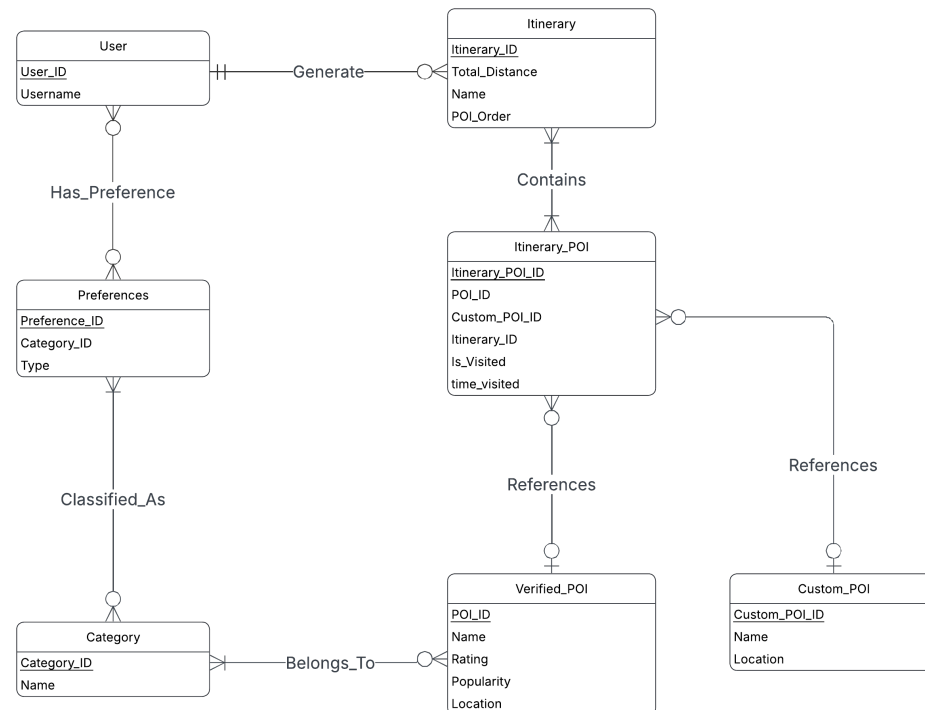 User
User_ID
Username
Generate
Itinerary
Itinerary_ID
Total_Distance
Name
POI_Order
Has_Preference
Contains
Preferences
Preference_ID
Category_ID
Type
Itinerary_POI
Itinerary_POI_ID
POI_ID
Custom_POI_ID
Itinerary_ID
Is_Visited
time_visited
Classified_As
References
References
Category
Category_ID
Name
Belongs_To
Verified_POI
POI_ID
Name
Rating
Popularity
Location
Custom_POI
Custom_POI_ID
Name
Location